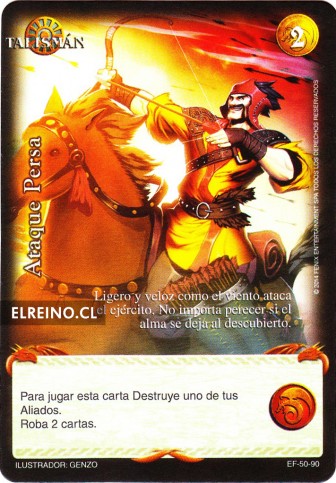 TALISMÁN
2
Ataque Persa
Ligero y veloz como el viento ataca
el ejército. No importa perecer si el
alma se deja al descubierto.
ELREINO.CL
© 2014 FENIX ENTERTAINMENT SPA TODOS LOS DERECHOS RESERVADOS
Para jugar esta carta Destruye uno de tus
Aliados.
Roba 2 cartas.
ILUSTRADOR: GENZO
EF-50-90